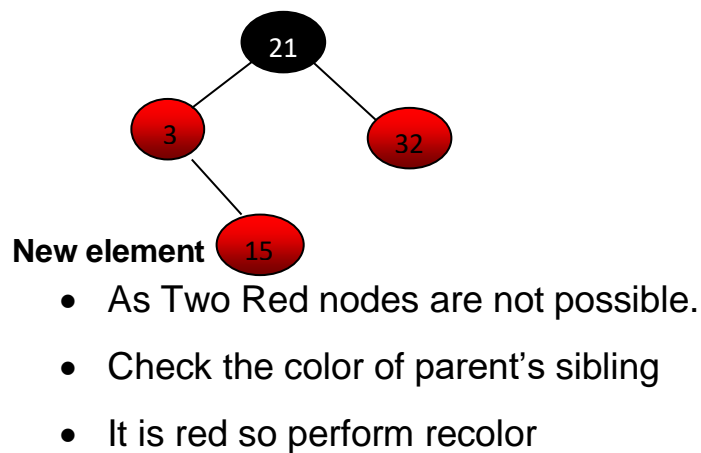 21
3
32
New element 15
• As Two Red nodes are not possible.
• Check the color of parent’s sibling
• It is red so perform recolor